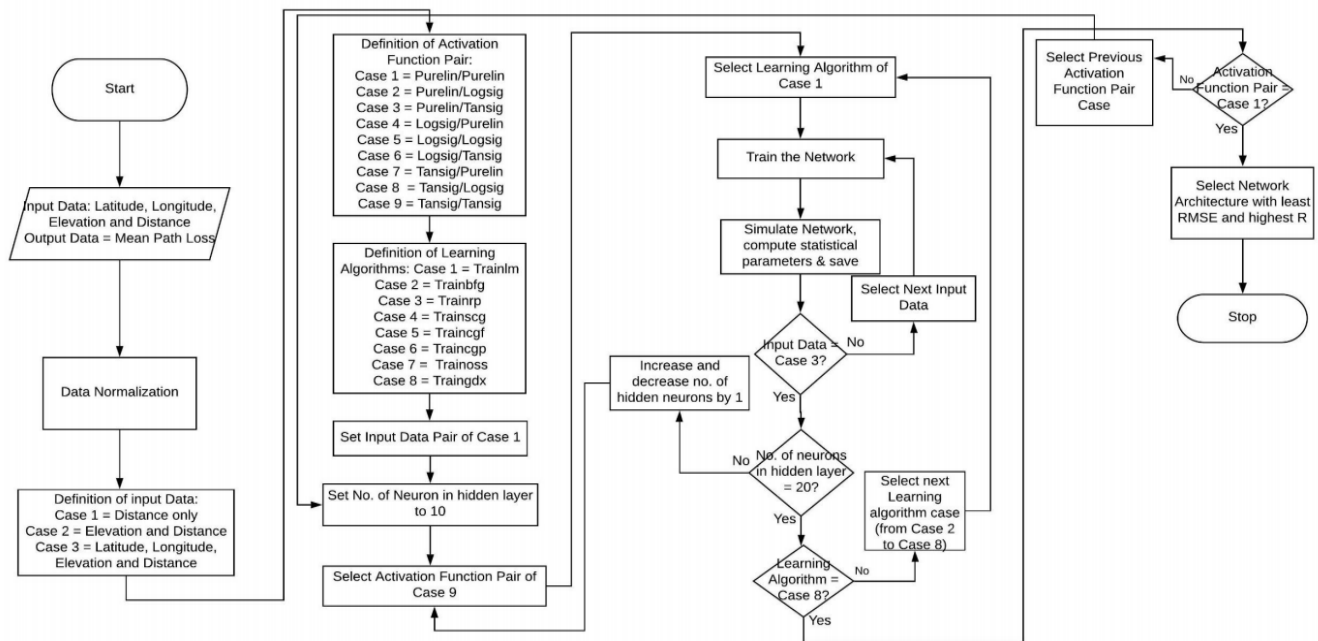 Start
Input Data: Latitude, Longitude,
Elevation and Distance
Output Data = Mean Path Loss
Data Normalization
Definition of input Data:
Case 1 = Distance only
Case 2 = Elevation and Distance
Case 3 = Latitude, Longitude,
Elevation and Distance
Definition of Activation
Function Pair:
Case 1 = Purelin/Purelin
Case 2 = Purelin/Logsig
Case 3 = Purelin/Tansig
Case 4 = Logsig/Purelin
Case 5 = Logsig/Logsig
Case 6 = Logsig/Tansig
Case 7 = Tansig/Purelin
Case 8 = Tansig/Logsig
Case 9 = Tansig/Tansig
Definition of Learning
Algorithms: Case 1 = Trainlm
Case 2 = Trainbfg
Case 3 = Trainrp
Case 4 = Trainscg
Case 5 = Traincgf
Case 6 = Traincgp
Case 7 = Trainoss
Case 8 = Traingdx
Set Input Data Pair of Case 1
Set No. of Neuron in hidden layer
to 10
Select Activation Function Pair of
Case 9
Select Learning Algorithm of
Case 1
Train the Network
Simulate Network,
compute statistical
parameters & save
Input Data =
Case 3?
No
Select Next Input
Data
Yes
No. of neurons
in hidden layer
= 20?
No
Increase and
decrease no. of
hidden neurons by 1
Yes
Learning
Algorithm =
Case 8?
No
Select next
Learning
algorithm case
(from Case 2
to Case 8)
Yes
Activation
Function Pair =
Case 1?
No
Select Previous
Activation
Function Pair
Case
Yes
Select Network
Architecture with least
RMSE and highest R
Stop